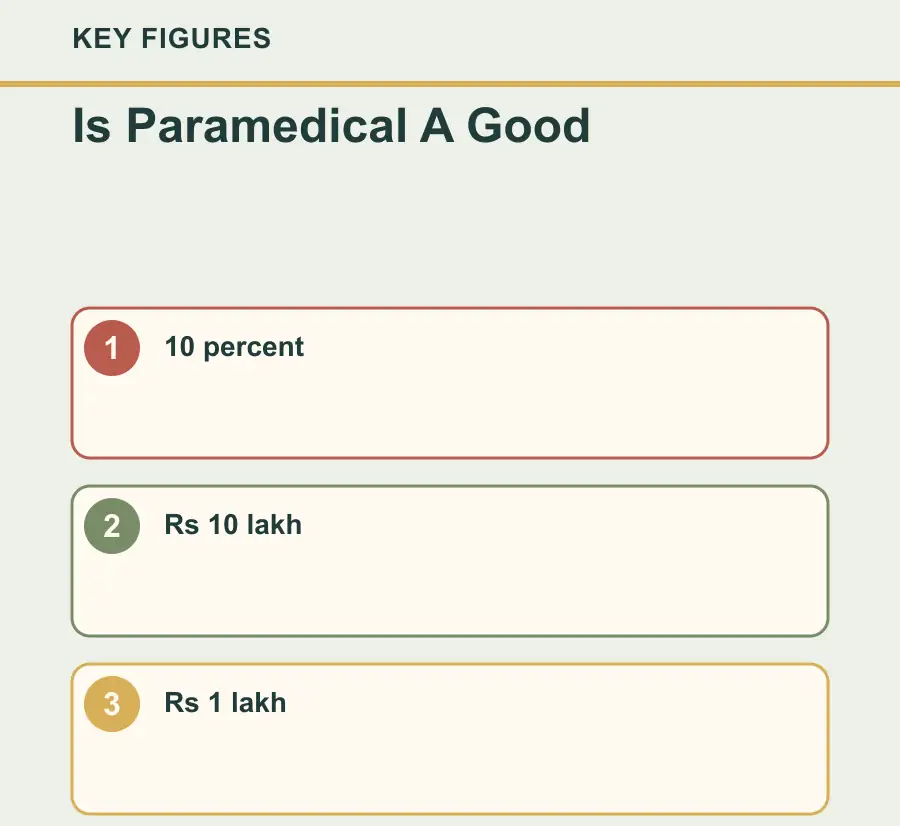 KEY FIGURES
Is Paramedical A Good
1 10 percent
2 Rs 10 lakh
3 Rs 1 lakh